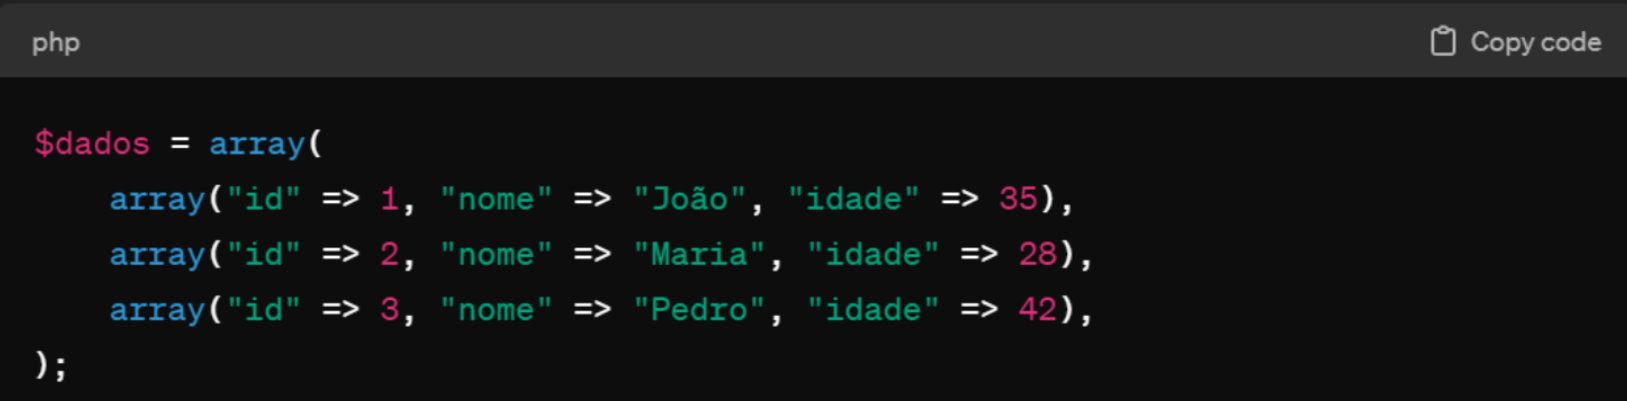 php
Copy code
$dados = array(
    array("id" => 1, "nome" => "João", "idade" => 35),
    array("id" => 2, "nome" => "Maria", "idade" => 28),
    array("id" => 3, "nome" => "Pedro", "idade" => 42),
);